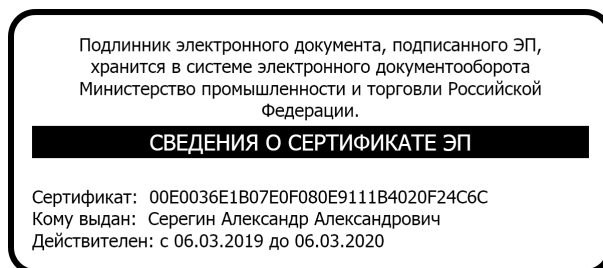 Подлинник электронного документа, подписанного ЭП,
хранится в системе электронного документооборота
Министерство промышленности и торговли Российской
Федерации.
СВЕДЕНИЯ О СЕРТИФИКАТЕ ЭП
Сертификат: 00E0036E1B07E0F080E9111B4020F24C6C
Кому выдан: Серегин Александр Александрович
Действителен: с 06.03.2019 до 06.03.2020